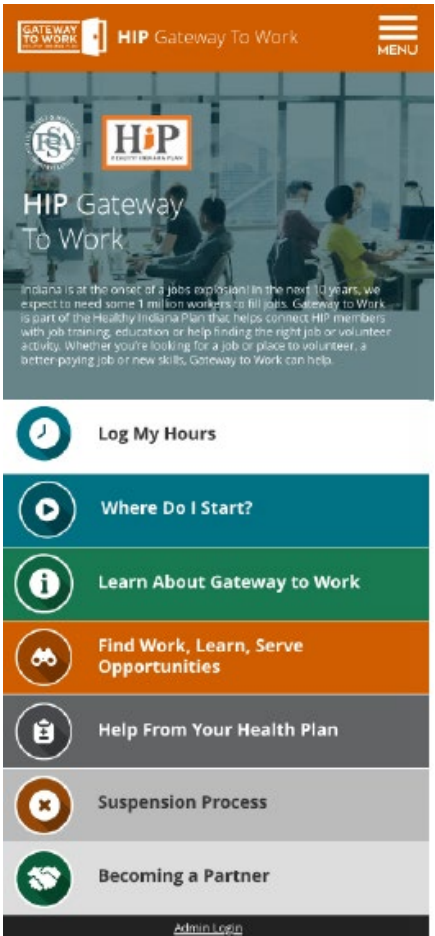 GATEWAY
TO WORK
HIP Gateway To Work
MENU
FSSA
HiP
HEALTHY INDIANA PLAN
HIP Gateway
To Work
Indiana is at the onset of a jobs explosion! In the next 10 years, we
expect to need some 1 million workers to fill jobs. Gateway to Work
is part of the Healthy Indiana Plan that helps connect HIP members
with job training, education or help finding the right job or volunteer
activity. Whether you're looking for a job or place to volunteer, a
better-paying job or new skills, Gateway to Work can help.
Log My Hours
Where Do I Start?
Learn About Gateway to Work
Find Work, Learn, Serve
Opportunities
Help From Your Health Plan
Suspension Process
Becoming a Partner
Admin Login